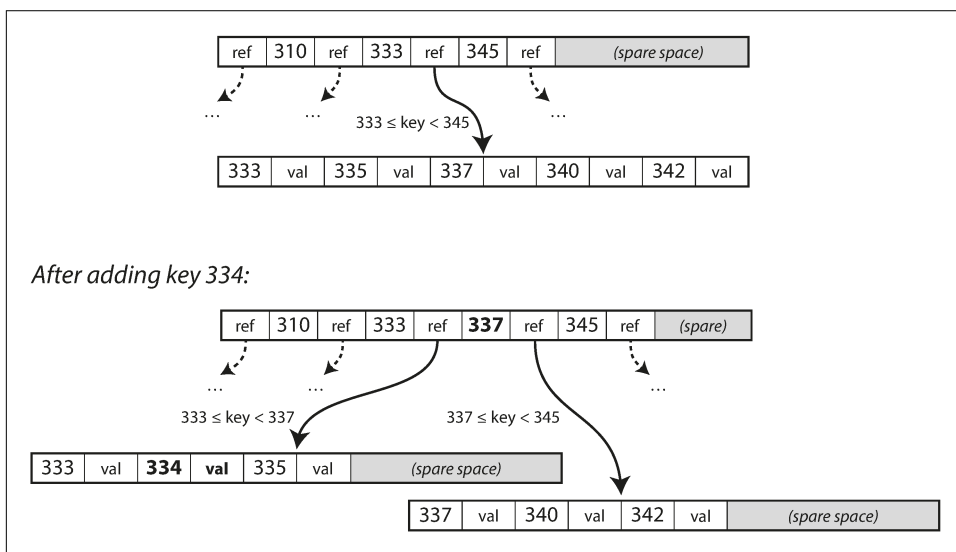 ref 310 ref 333 ref 345 ref (spare space)
... ... ...
333 ≤ key < 345
333 val 335 val 337 val 340 val 342 val
After adding key 334:
ref 310 ref 333 ref 337 ref 345 ref (spare)
... ... ...
333 ≤ key < 337 337 ≤ key < 345
333 val 334 val 335 val (spare space)
337 val 340 val 342 val (spare space)